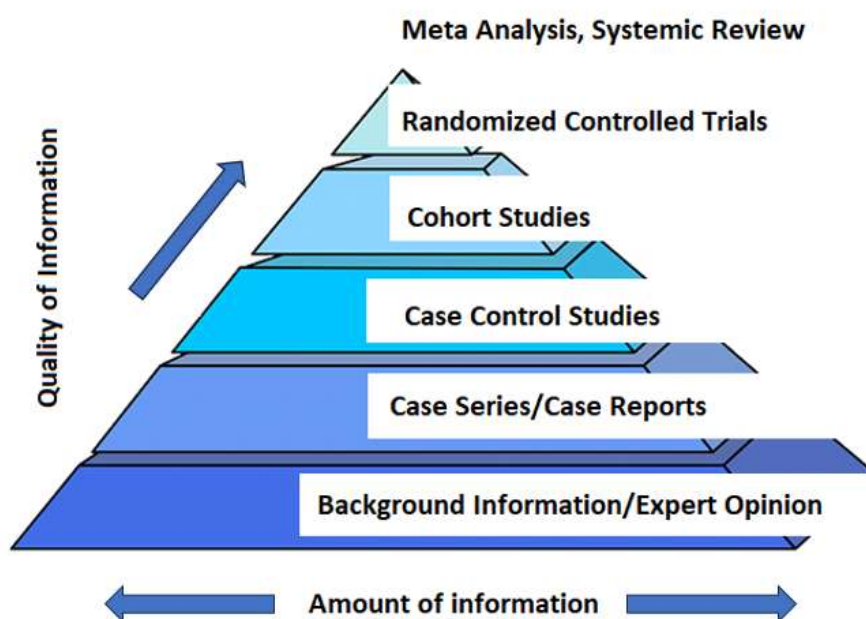 Meta Analysis, Systemic Review
Randomized Controlled Trials
Cohort Studies
Case Control Studies
Case Series/Case Reports
Background Information/Expert Opinion
Quality of Information
Amount of information